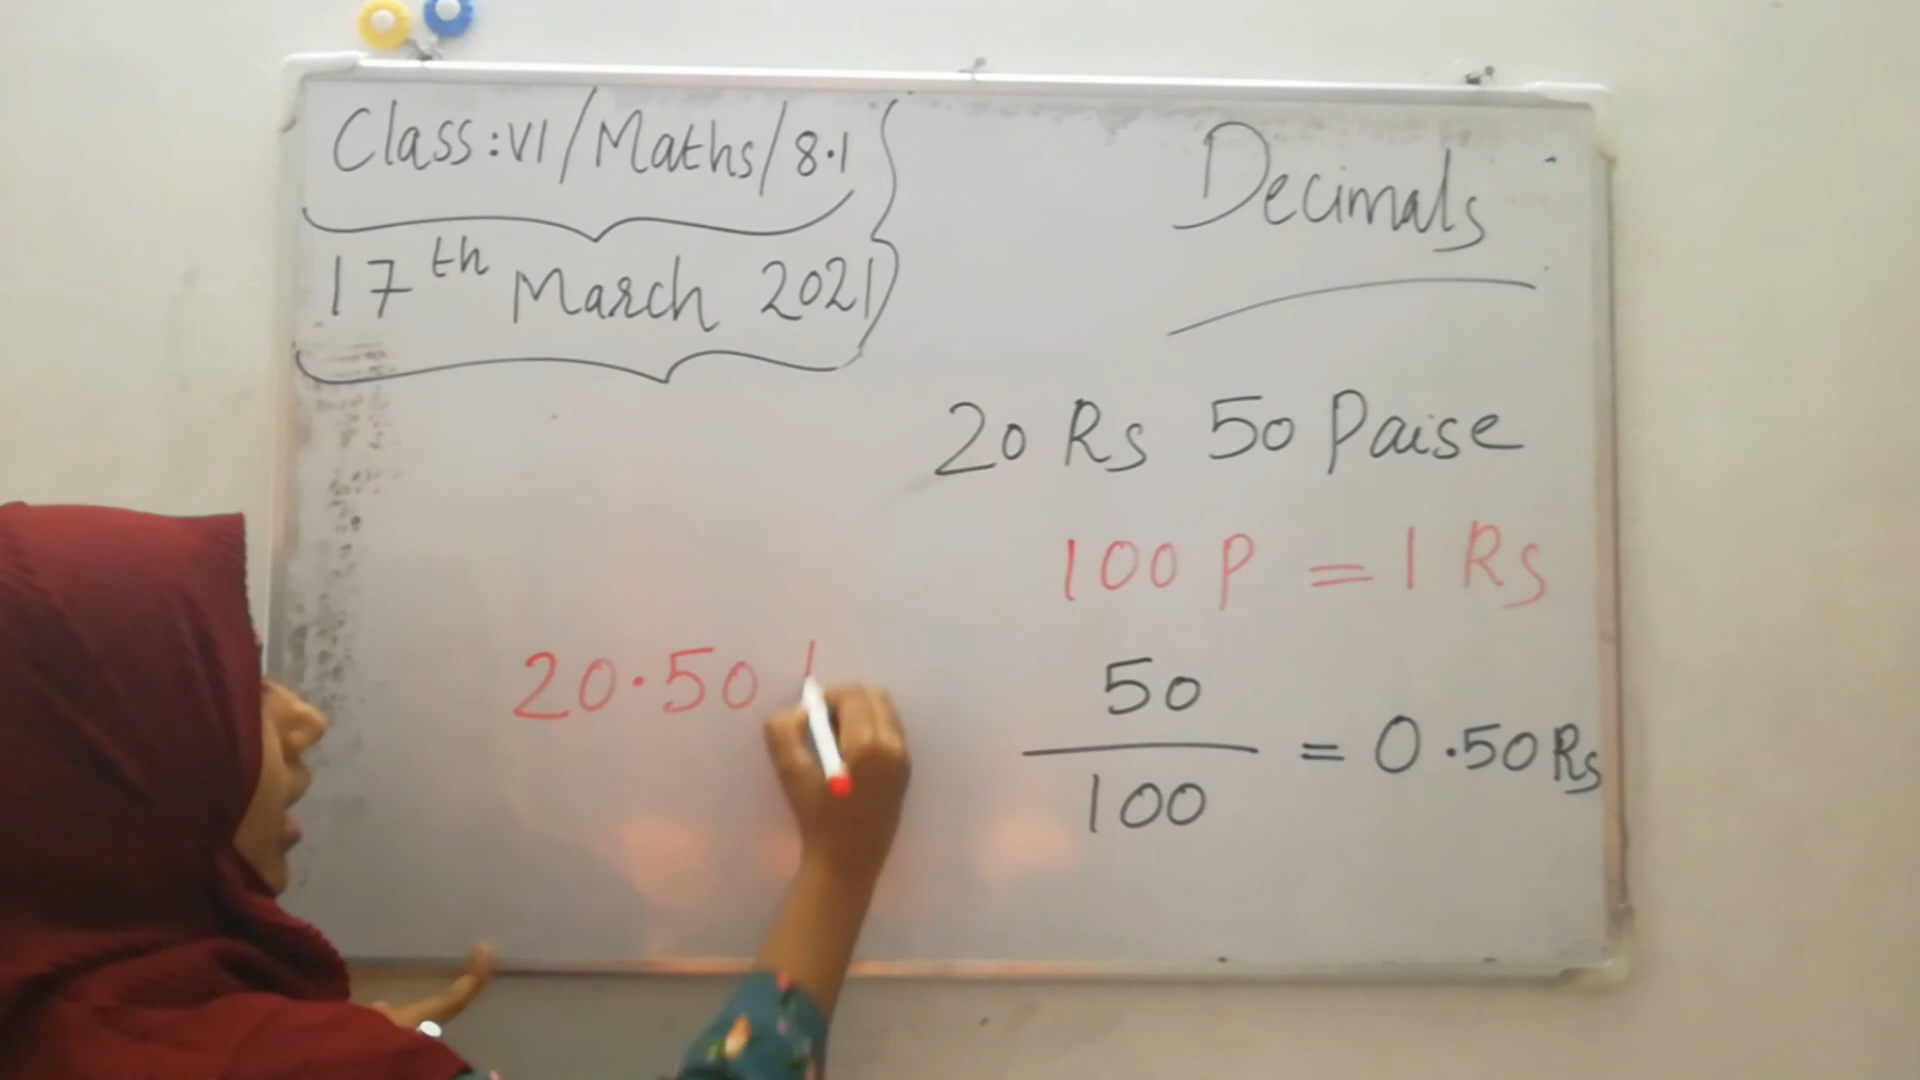 Class:VI/Maths/8.1
17th March 2021
Decimals
20 Rs 50 Paise
100 P = 1 Rs
50
100
= 0.50 Rs
20.50